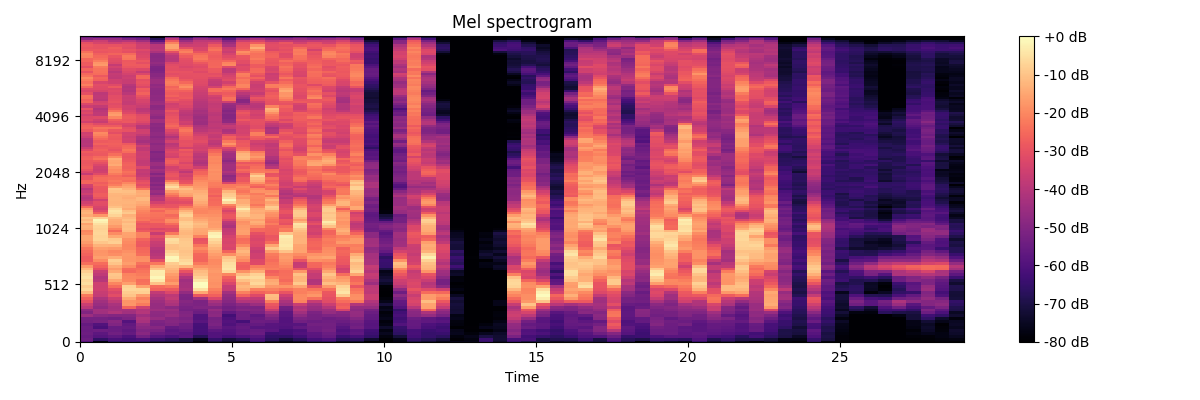 Mel spectrogram
8192
4096
2048
1024
512
0
Hz
0 5 10 15 20 25
Time
+0 dB
-10 dB
-20 dB
-30 dB
-40 dB
-50 dB
-60 dB
-70 dB
-80 dB